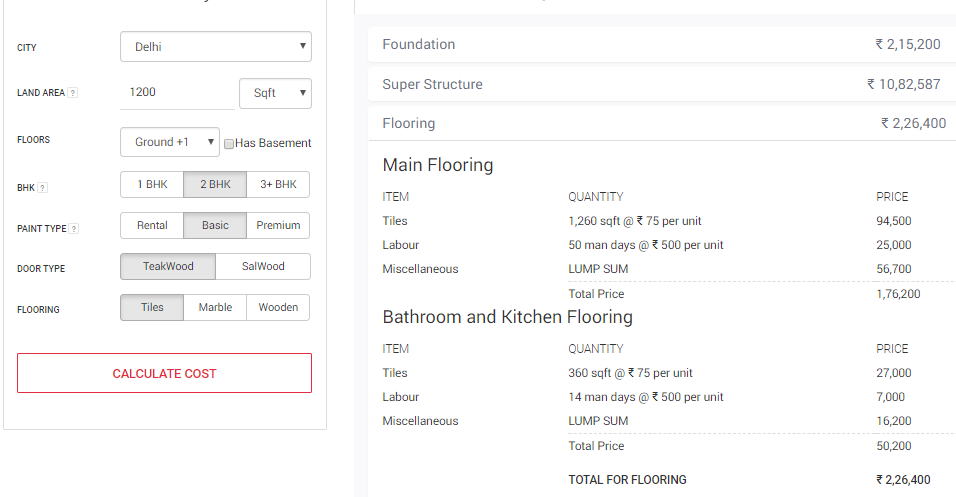 CITY
Delhi
LAND AREA ?
1200
Sqft
FLOORS
Ground +1
Has Basement
BHK ?
1 BHK
2 BHK
3+ BHK
PAINT TYPE ?
Rental
Basic
Premium
DOOR TYPE
TeakWood
SalWood
FLOORING
Tiles
Marble
Wooden
CALCULATE COST
Foundation ₹ 2,15,200
Super Structure ₹ 10,82,587
Flooring ₹ 2,26,400
Main Flooring
ITEM QUANTITY PRICE
Tiles 1,260 sqft @ ₹ 75 per unit 94,500
Labour 50 man days @ ₹ 500 per unit 25,000
Miscellaneous LUMP SUM 56,700
Total Price 1,76,200
Bathroom and Kitchen Flooring
ITEM QUANTITY PRICE
Tiles 360 sqft @ ₹ 75 per unit 27,000
Labour 14 man days @ ₹ 500 per unit 7,000
Miscellaneous LUMP SUM 16,200
Total Price 50,200
TOTAL FOR FLOORING ₹ 2,26,400